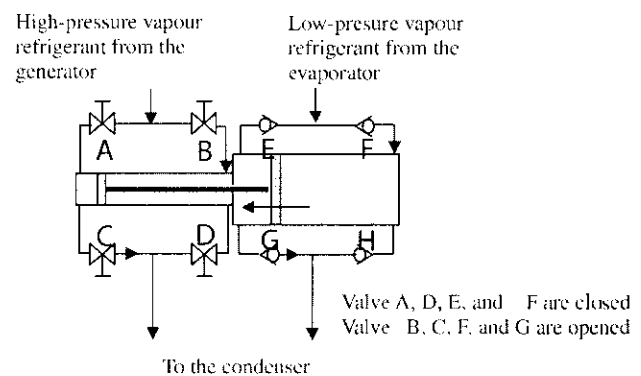 High-pressure vapour
refrigerant from the
generator
Low-presure vapour
refrigerant from the
evaporator
A
B
E
F
C
D
G
H
Valve A, D, E, and F are closed
Valve B, C, F, and G are opened
To the condenser